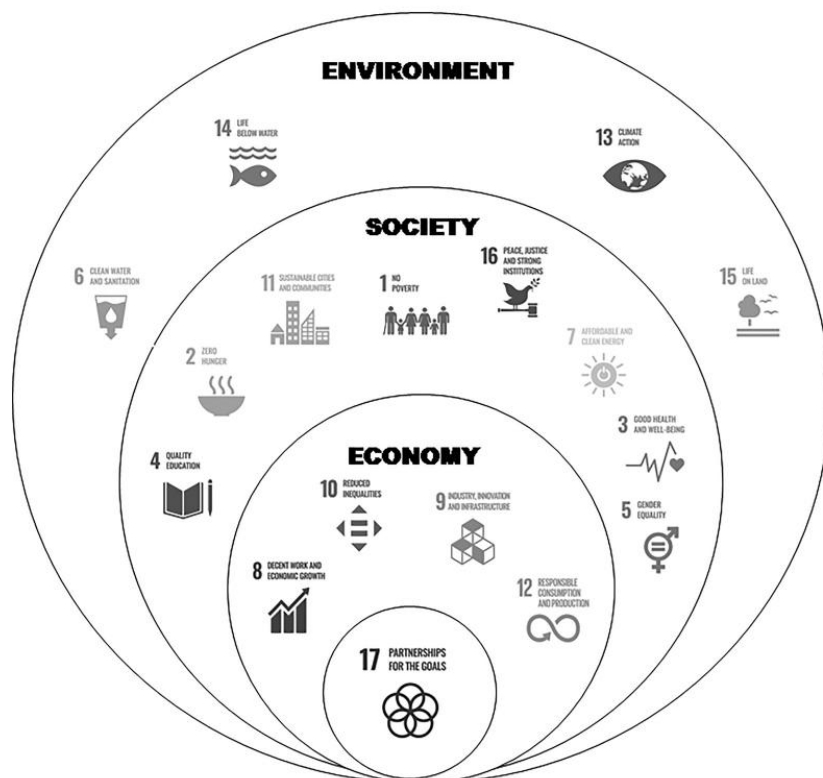 ENVIRONMENT
14 LIFE
BELOW WATER
13 CLIMATE
ACTION
SOCIETY
6 CLEAN WATER
AND SANITATION
11 SUSTAINABLE CITIES
AND COMMUNITIES
1 NO
POVERTY
16 PEACE, JUSTICE
AND STRONG
INSTITUTIONS
15 LIFE
ON LAND
2 ZERO
HUNGER
7 AFFORDABLE AND
CLEAN ENERGY
4 QUALITY
EDUCATION
3 GOOD HEALTH
AND WELL-BEING
5 GENDER
EQUALITY
ECONOMY
10 REDUCED
INEQUALITIES
9 INDUSTRY, INNOVATION
AND INFRASTRUCTURE
8 DECENT WORK AND
ECONOMIC GROWTH
12 RESPONSIBLE
CONSUMPTION
AND PRODUCTION
17 PARTNERSHIPS
FOR THE GOALS